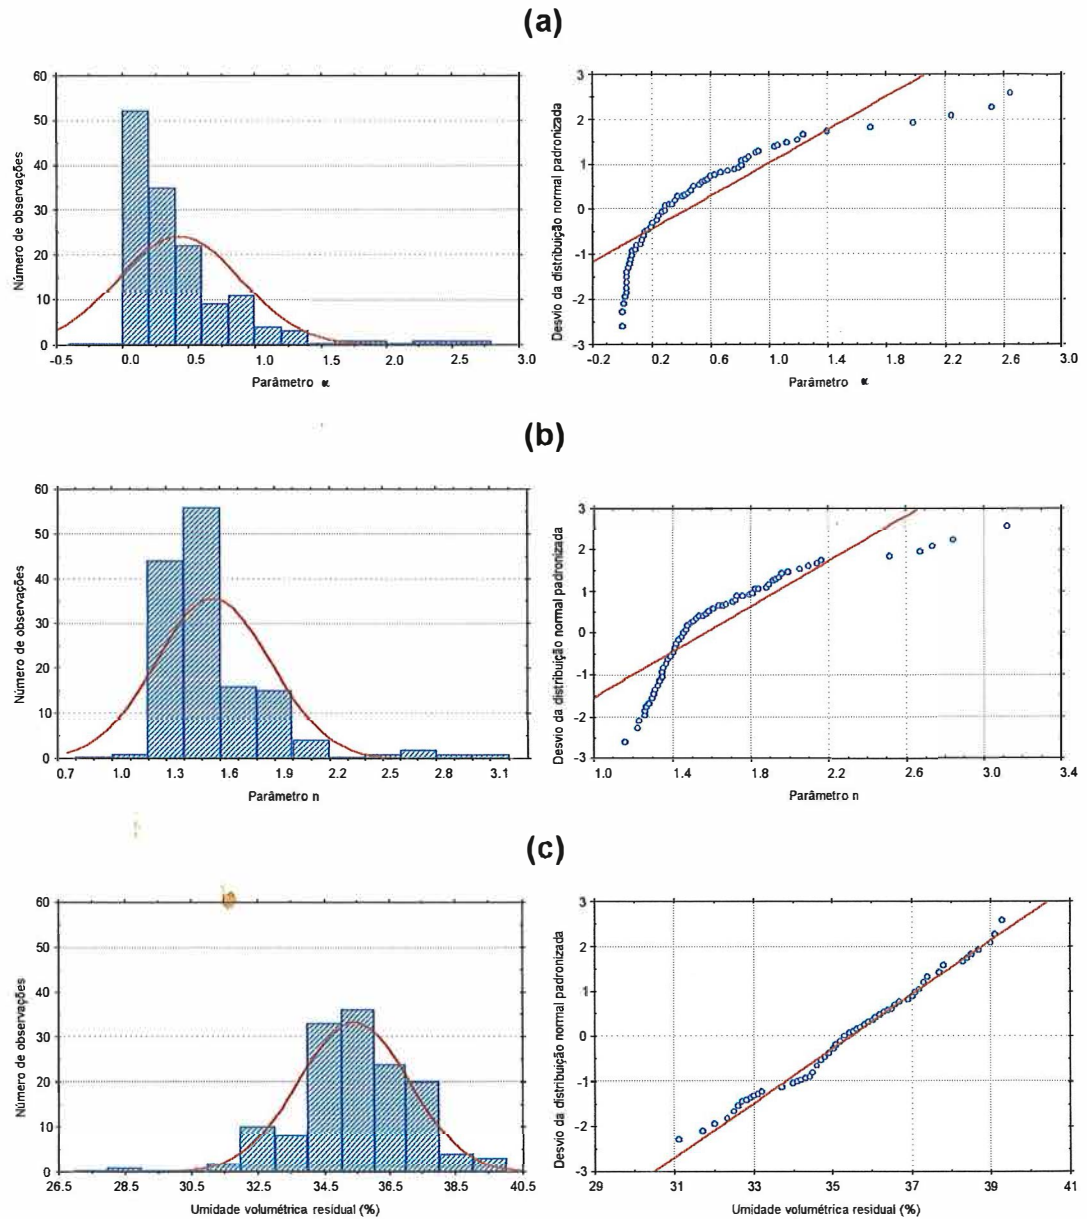 (a)
Número de observações
60
50
40
30
20
10
0
-0.5 0.0 0.5 1.0 1.5 2.0 2.5 3.0
Parâmetro α
Desvio da distribuição normal padronizada
3
2
1
0
-1
-2
-3
-0.2 0.2 0.6 1.0 1.4 1.8 2.2 2.6 3.0
Parâmetro α
(b)
Número de observações
60
50
40
30
20
10
0
0.7 1.0 1.3 1.6 1.9 2.2 2.5 2.8 3.1
Parâmetro n
Desvio da distribuição normal padronizada
3
2
1
0
-1
-2
-3
1.0 1.4 1.8 2.2 2.6 3.0 3.4
Parâmetro n
(c)
Número de observações
60
50
40
30
20
10
0
26.5 28.5 30.5 32.5 34.5 36.5 38.5 40.5
Umidade volumétrica residual (%)
Desvio da distribuição normal padronizada
3
2
1
0
-1
-2
-3
29 31 33 35 37 39 41
Umidade volumétrica residual (%)